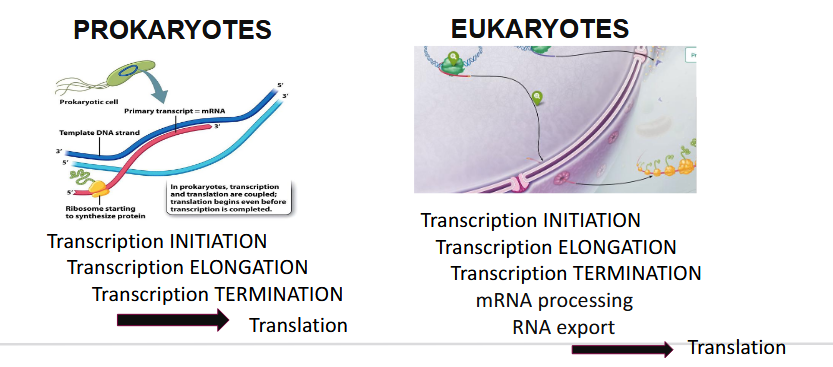 PROKARYOTES
Prokaryotic cell
Primary transcript = mRNA
5'
3'
3'
Template DNA strand
3'
5'
5'
Ribosome starting
to synthesize protein
In prokaryotes, transcription
and translation are coupled;
translation begins even before
transcription is completed.
Transcription INITIATION
Transcription ELONGATION
Transcription TERMINATION
Translation
EUKARYOTES
Transcription INITIATION
Transcription ELONGATION
Transcription TERMINATION
mRNA processing
RNA export
Translation